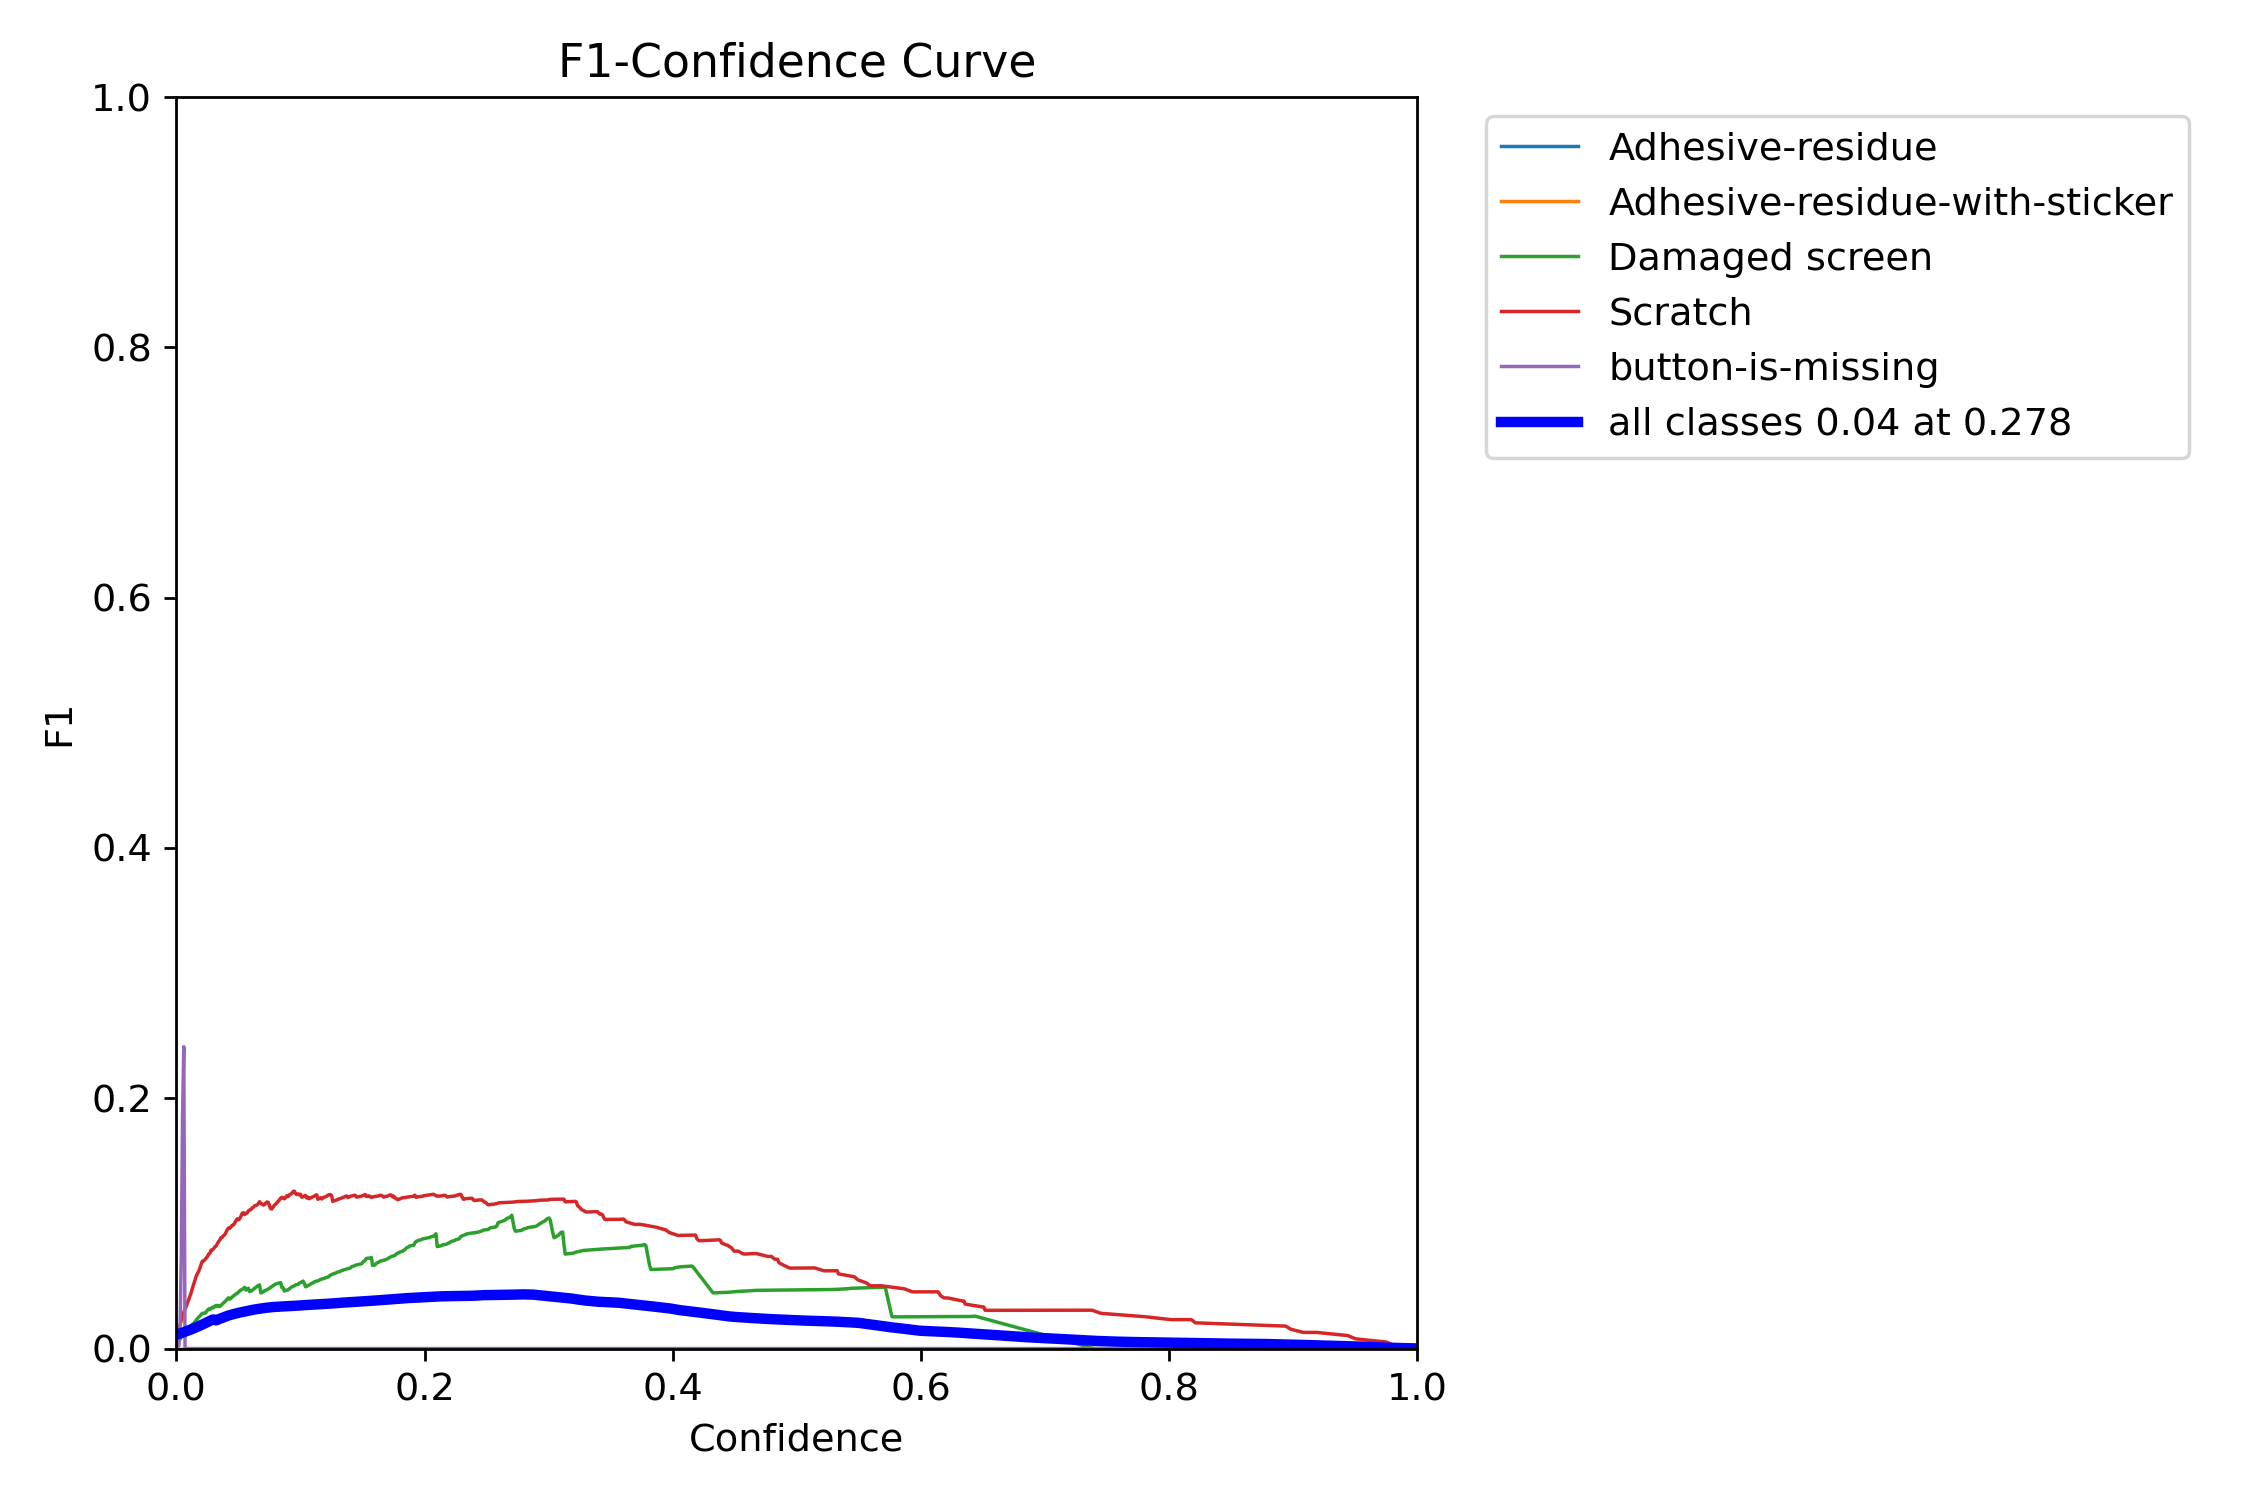 F1-Confidence Curve
1.0
0.8
0.6
0.4
0.2
0.0
F1
0.0 0.2 0.4 0.6 0.8 1.0
Confidence
Adhesive-residue
Adhesive-residue-with-sticker
Damaged screen
Scratch
button-is-missing
all classes 0.04 at 0.278